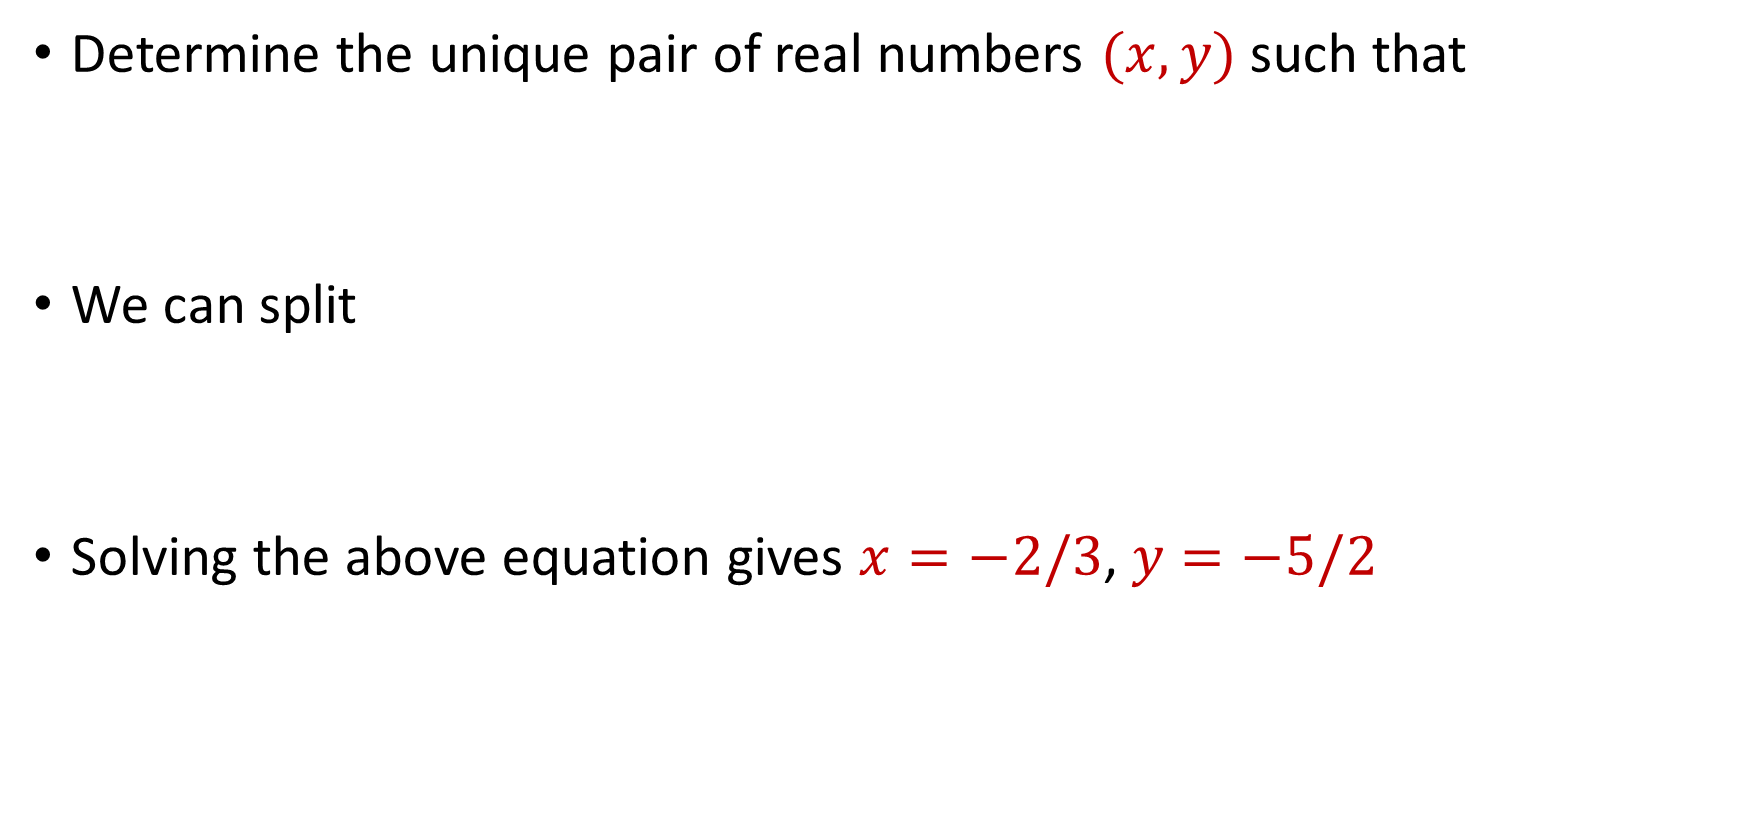 • Determine the unique pair of real numbers (x, y) such that
• We can split
• Solving the above equation gives x = −2/3, y = −5/2